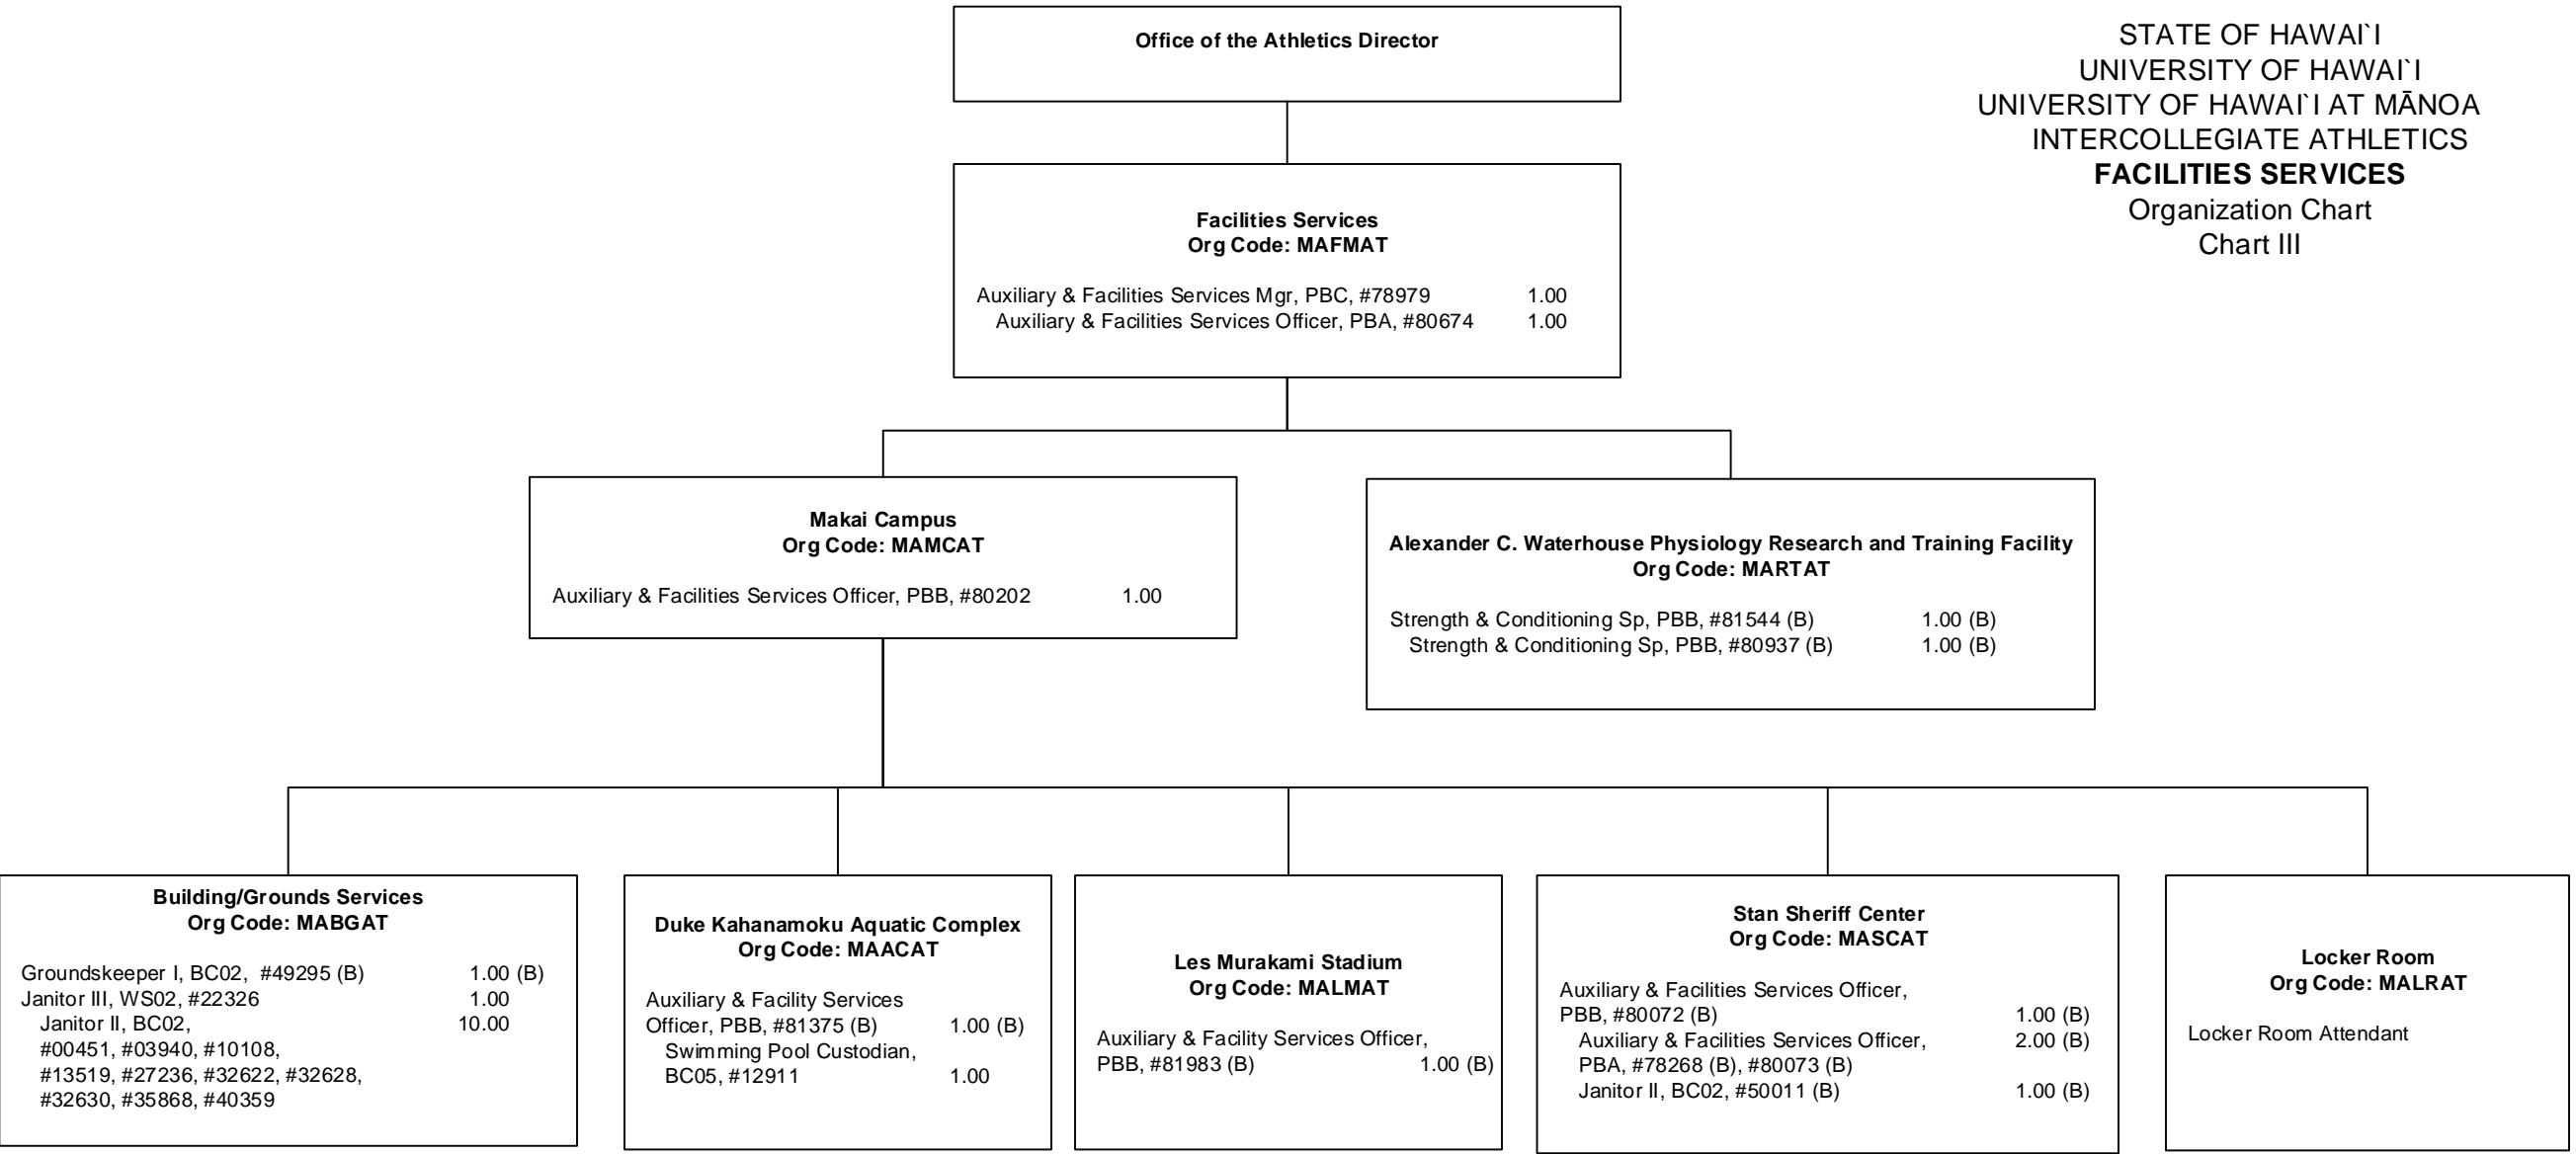 Office of the Athletics Director
STATE OF HAWAI`I
UNIVERSITY OF HAWAI`I
UNIVERSITY OF HAWAI`I AT MĀNOA
INTERCOLLEGIATE ATHLETICS
FACILITIES SERVICES
Organization Chart
Chart III
Facilities Services
Org Code: MAFMAT
Auxiliary & Facilities Services Mgr, PBC, #78979 1.00
Auxiliary & Facilities Services Officer, PBA, #80674 1.00
Makai Campus
Org Code: MAMCAT
Auxiliary & Facilities Services Officer, PBB, #80202 1.00
Alexander C. Waterhouse Physiology Research and Training Facility
Org Code: MARTAT
Strength & Conditioning Sp, PBB, #81544 (B) 1.00 (B)
Strength & Conditioning Sp, PBB, #80937 (B) 1.00 (B)
Building/Grounds Services
Org Code: MABGAT
Groundskeeper I, BC02, #49295 (B) 1.00 (B)
Janitor III, WS02, #22326 1.00
Janitor II, BC02, 10.00
#00451, #03940, #10108,
#13519, #27236, #32622, #32628,
#32630, #35868, #40359
Duke Kahanamoku Aquatic Complex
Org Code: MAACAT
Auxiliary & Facility Services
Officer, PBB, #81375 (B) 1.00 (B)
Swimming Pool Custodian,
BC05, #12911 1.00
Les Murakami Stadium
Org Code: MALMAT
Auxiliary & Facility Services Officer,
PBB, #81983 (B) 1.00 (B)
Stan Sheriff Center
Org Code: MASCAT
Auxiliary & Facilities Services Officer,
PBB, #80072 (B) 1.00 (B)
Auxiliary & Facilities Services Officer, 2.00 (B)
PBA, #78268 (B), #80073 (B)
Janitor II, BC02, #50011 (B) 1.00 (B)
Locker Room
Org Code: MALRAT
Locker Room Attendant